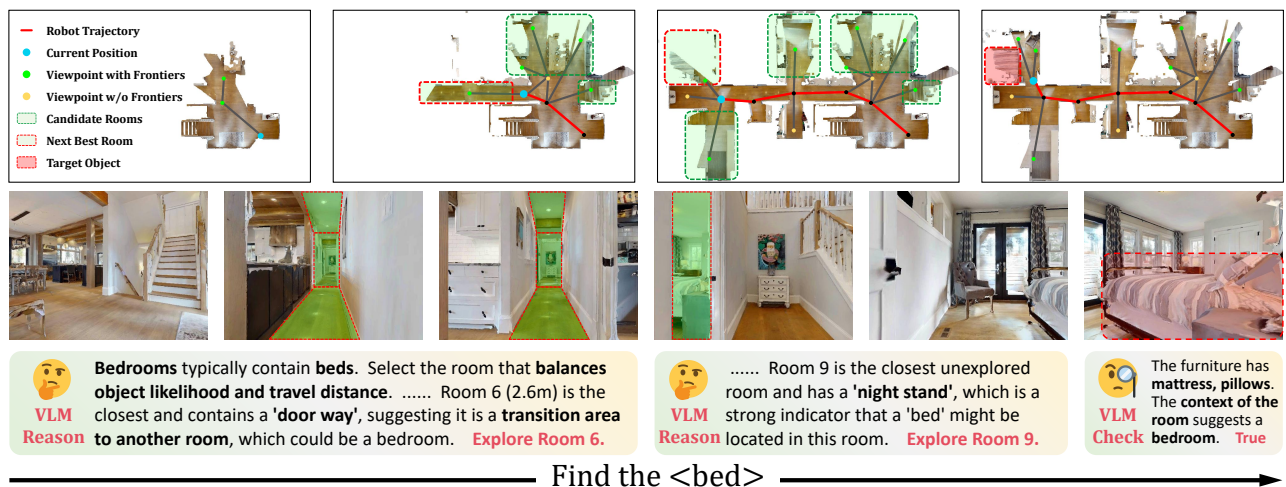 Robot Trajectory
Current Position
Viewpoint with Frontiers
Viewpoint w/o Frontiers
Candidate Rooms
Next Best Room
Target Object
VLM
Reason
Bedrooms typically contain beds. Select the room that balances
object likelihood and travel distance. ...... Room 6 (2.6m) is the
closest and contains a 'door way', suggesting it is a transition area
to another room, which could be a bedroom. Explore Room 6.
VLM
Reason
...... Room 9 is the closest unexplored
room and has a 'night stand', which is a
strong indicator that a 'bed' might be
located in this room. Explore Room 9.
VLM
Check
The furniture has
mattress, pillows.
The context of the
room suggests a
bedroom. True
Find the <bed>